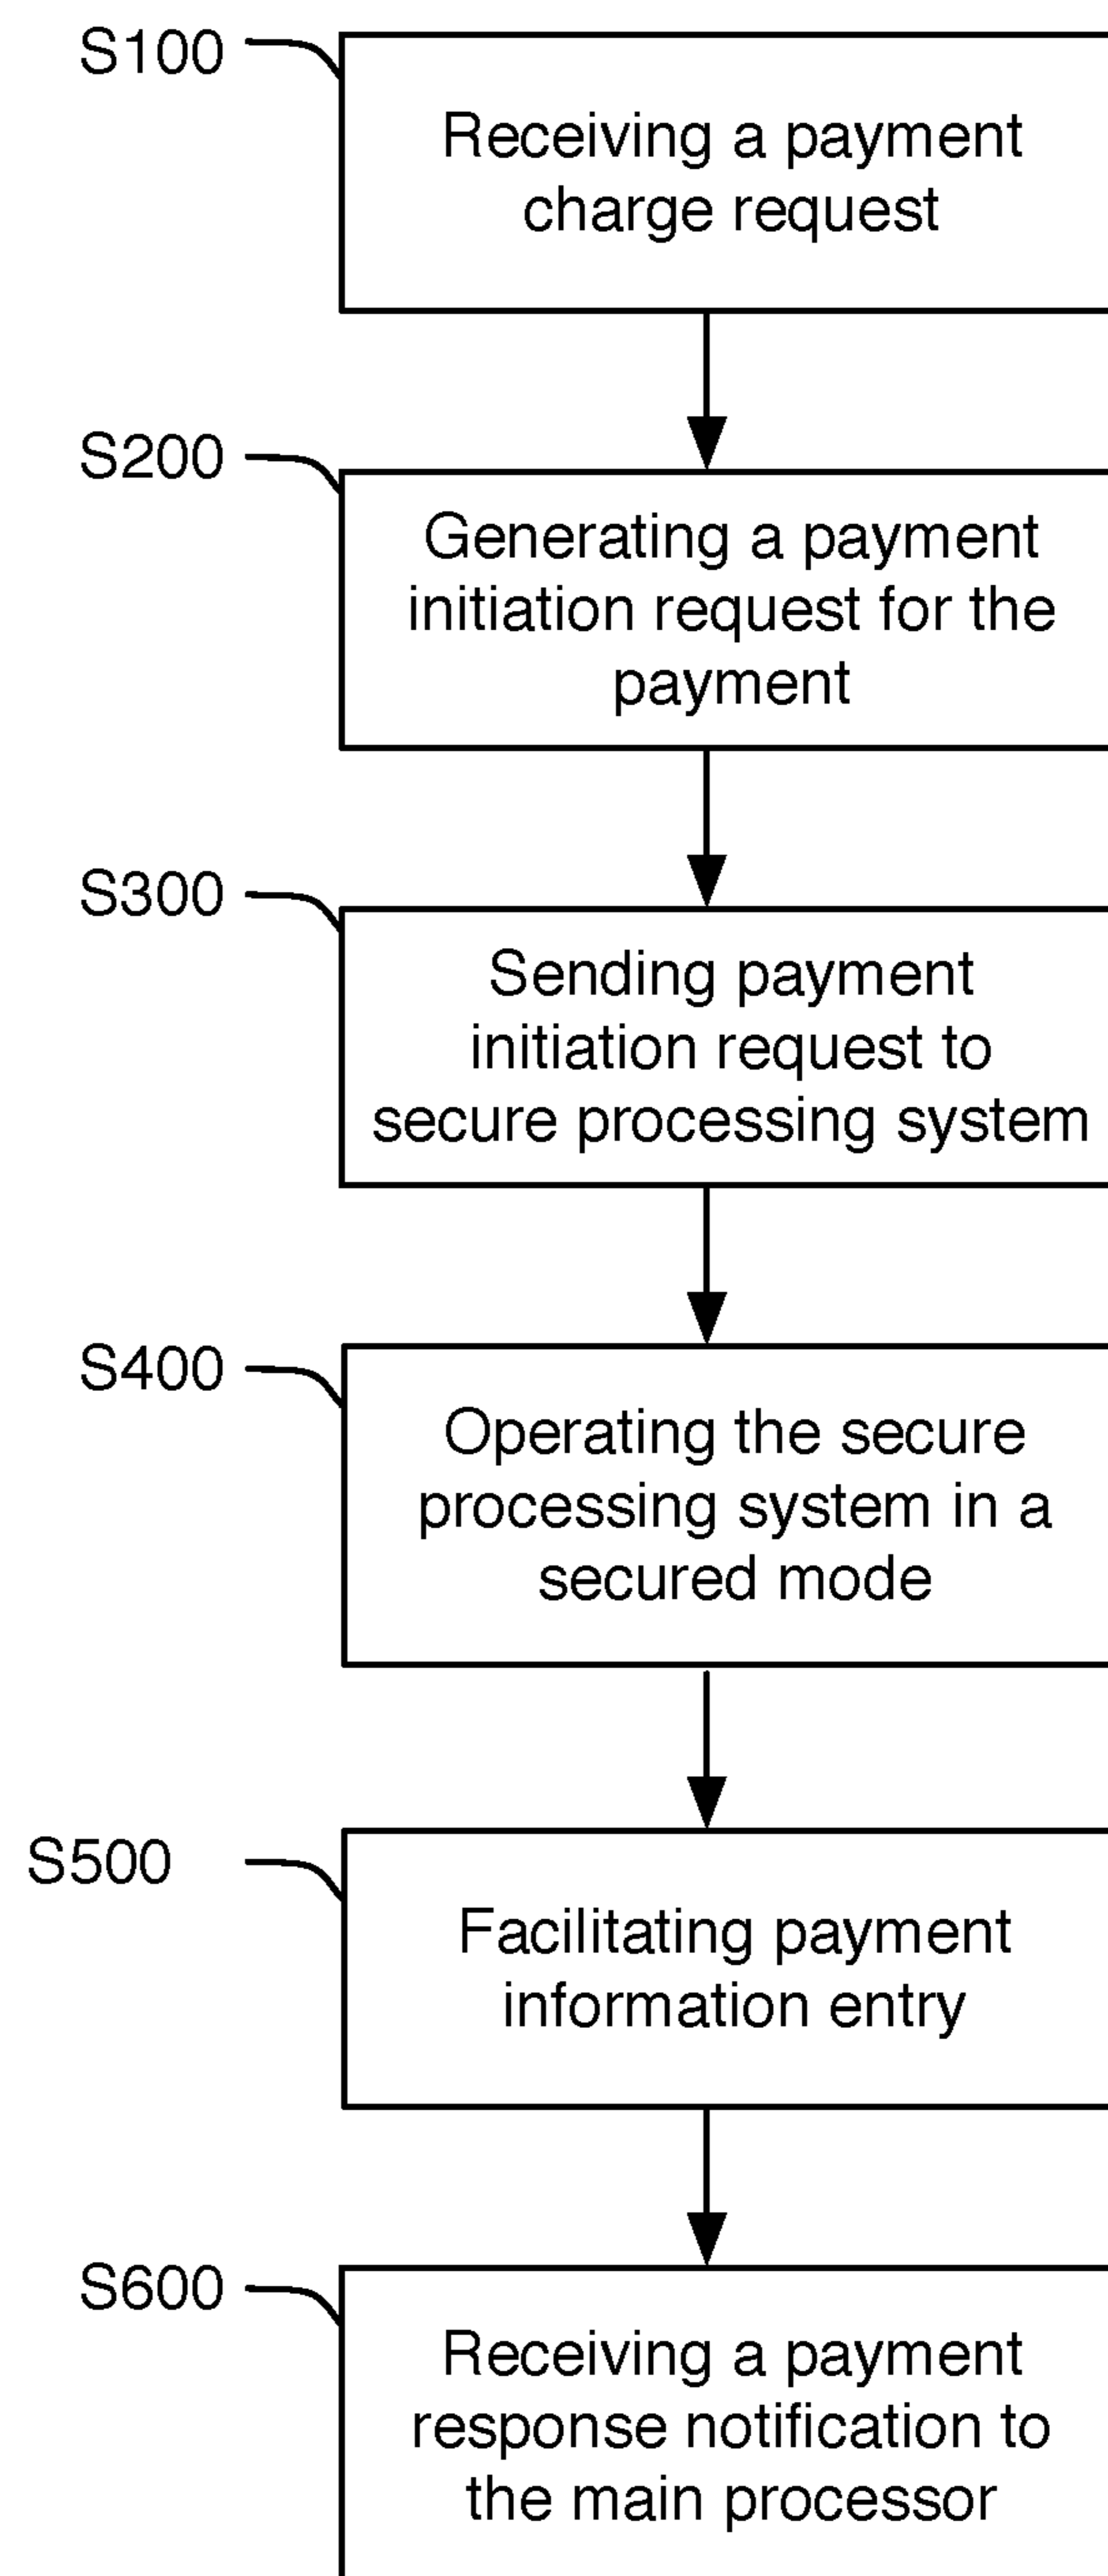 S100
Receiving a payment
charge request
S200
Generating a payment
initiation request for the
payment
S300
Sending payment
initiation request to
secure processing system
S400
Operating the secure
processing system in a
secured mode
S500
Facilitating payment
information entry
S600
Receiving a payment
response notification to
the main processor